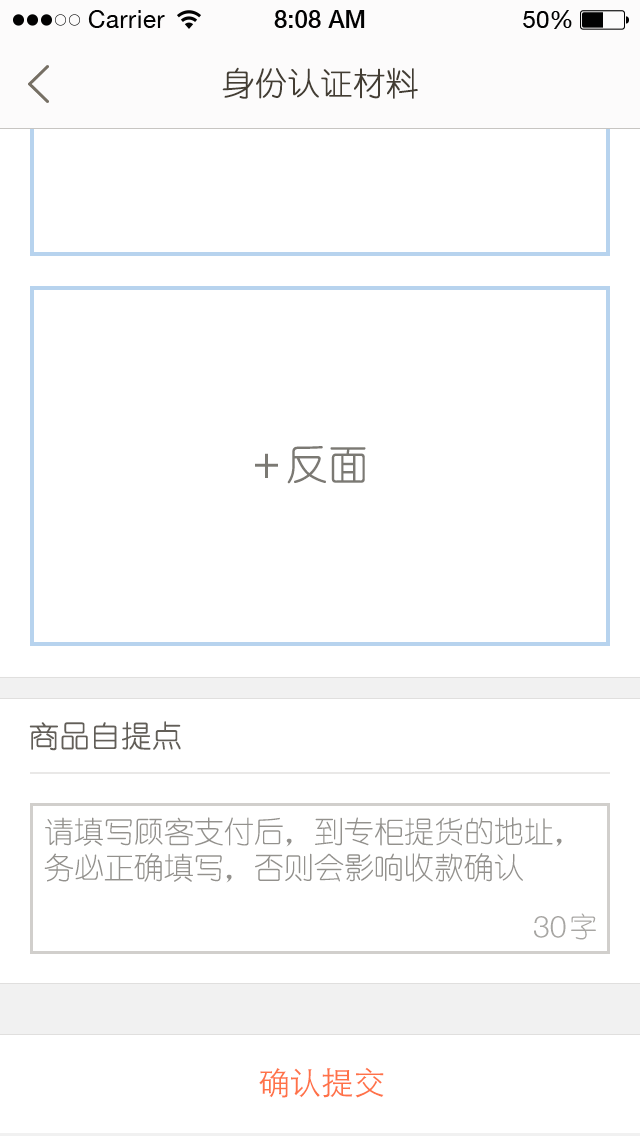 Carrier 8:08 AM 50%
身份认证材料
+反面
商品自提点
请填写顾客支付后，到专柜提货的地址，
务必正确填写，否则会影响收款确认
30字
确认提交